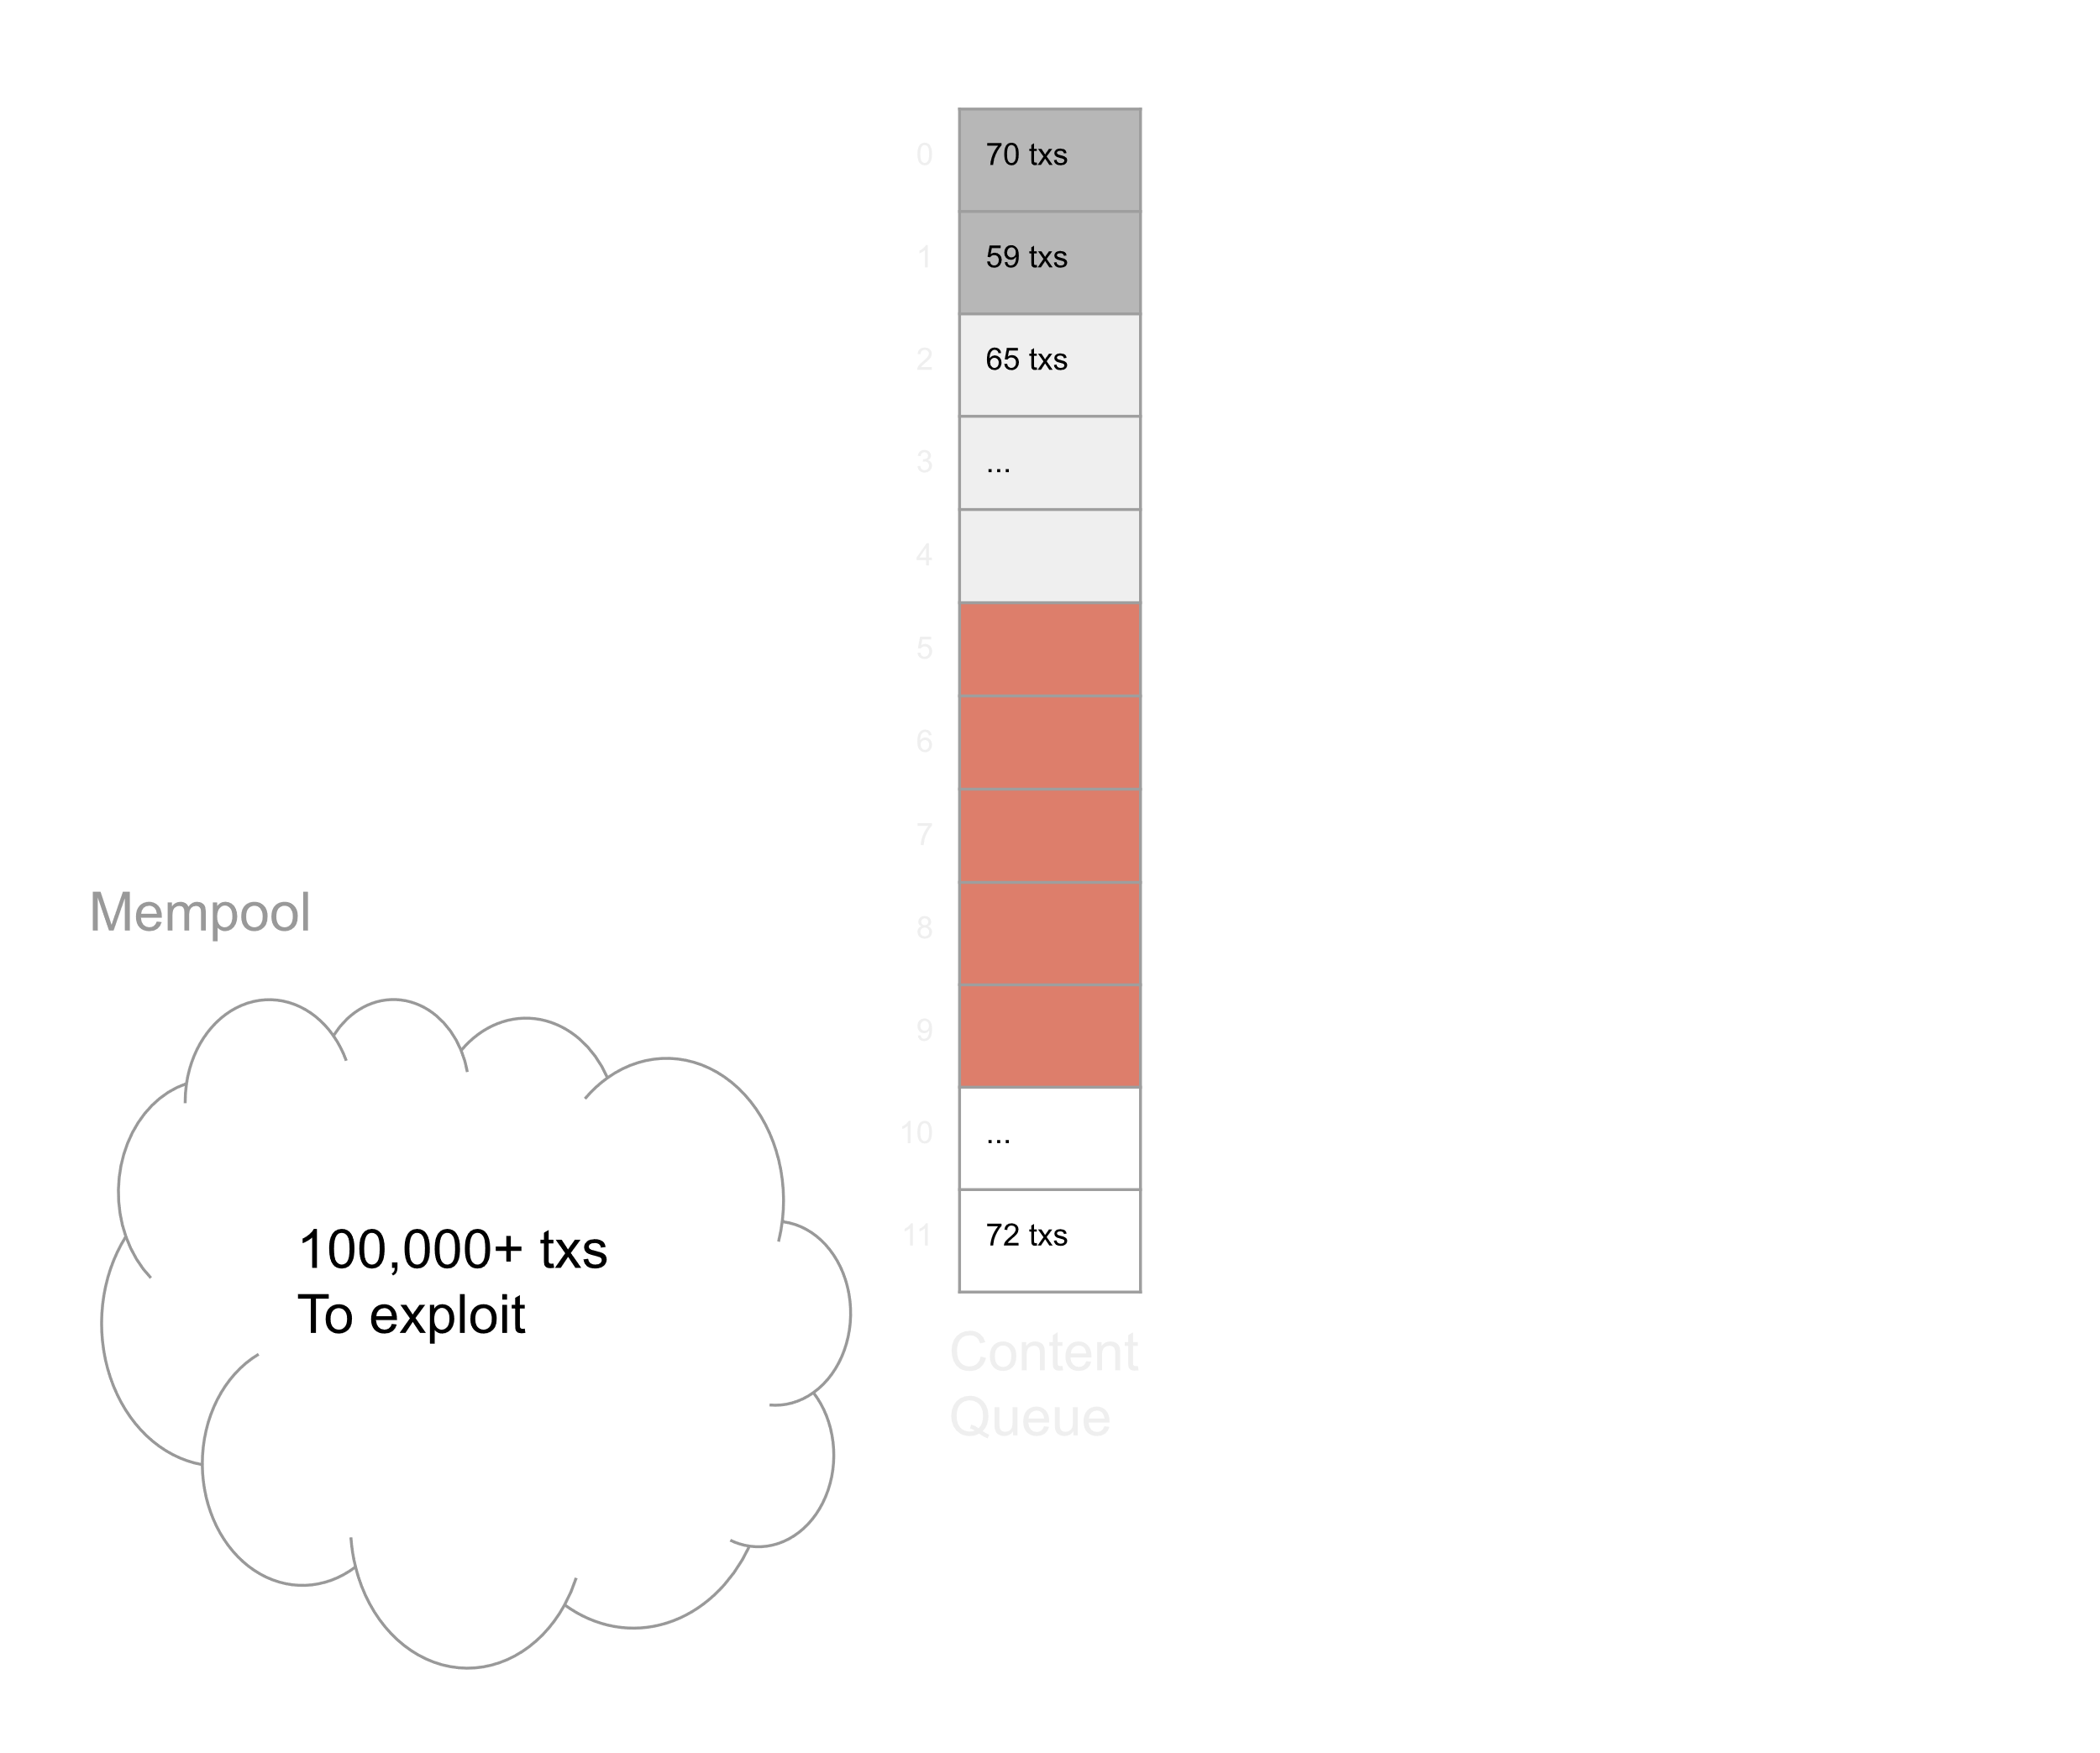 0 70 txs
1 59 txs
2 65 txs
3 ...
4
5
6
7
8
9
10 ...
11 72 txs
Mempool
100,000+ txs
To exploit
Content
Queue